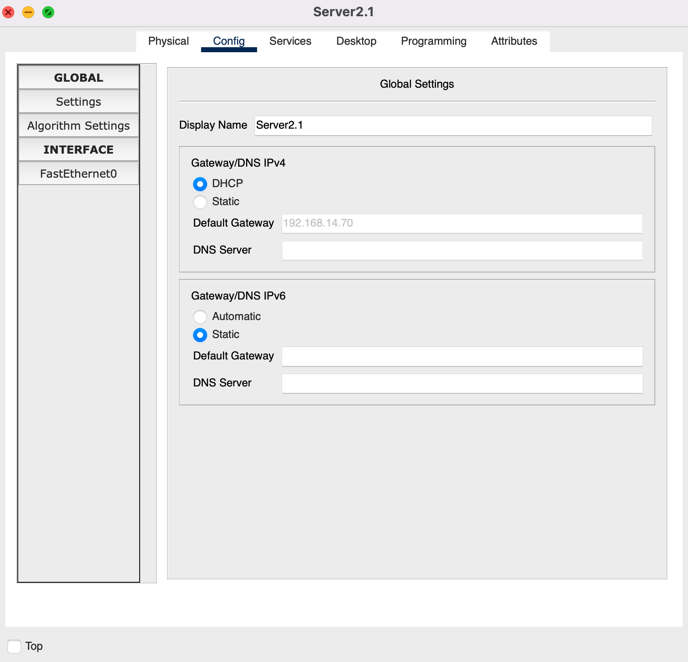 Server2.1
Physical Config Services Desktop Programming Attributes
GLOBAL
Settings
Algorithm Settings
INTERFACE
FastEthernet0
Global Settings
Display Name Server2.1
Gateway/DNS IPv4
DHCP
Static
Default Gateway 192.168.14.70
DNS Server
Gateway/DNS IPv6
Automatic
Static
Default Gateway
DNS Server
Top